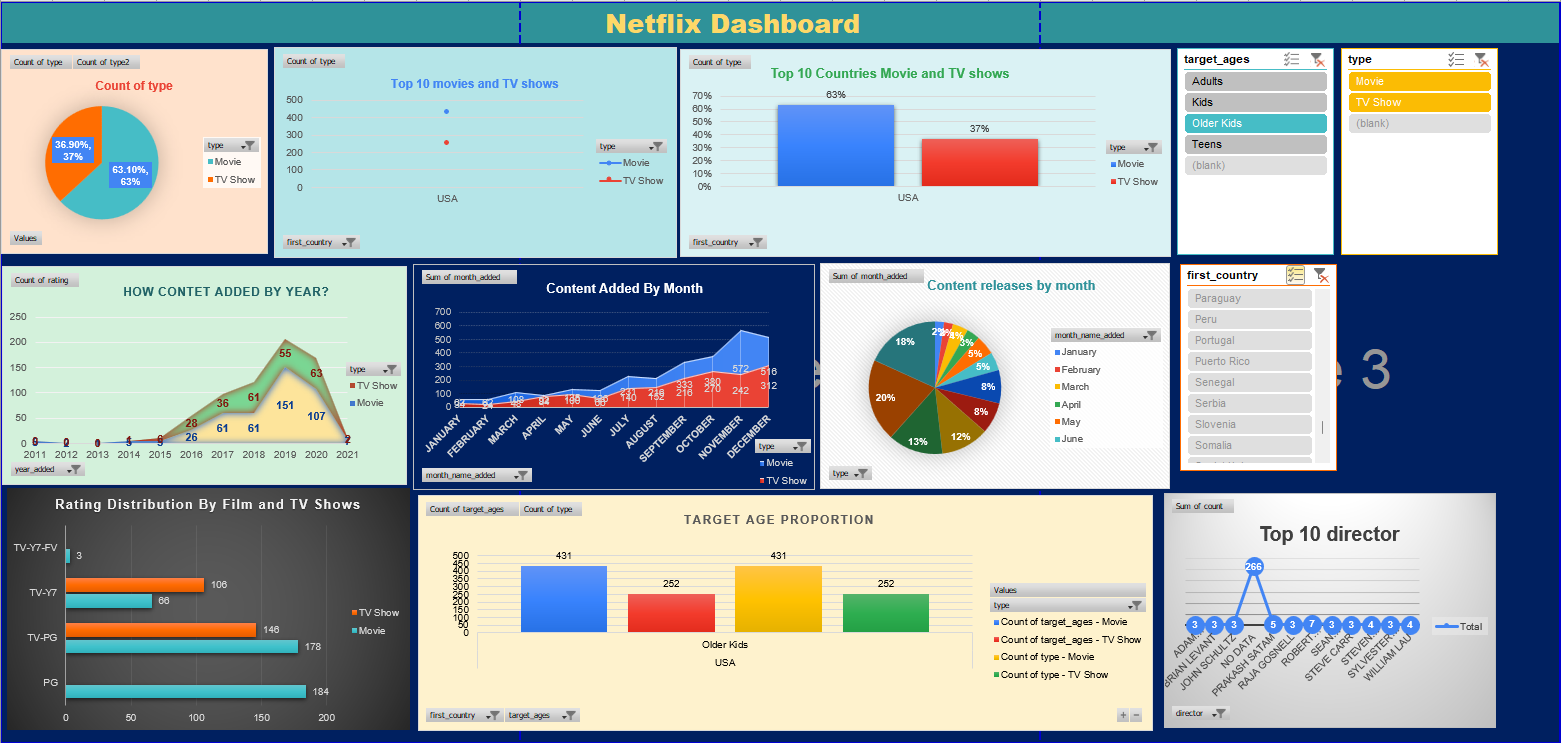 Netflix Dashboard
Count of type
Count of type2
Count of type
36.90%,
37%
63.10%,
63%
type
Movie
TV Show
Values
Count of type
Top 10 movies and TV shows
500
400
300
200
100
0
USA
type
Movie
TV Show
first_country
Count of type
Top 10 Countries Movie and TV shows
70%
60%
50%
40%
30%
20%
10%
0%
63%
37%
USA
type
Movie
TV Show
first_country
target_ages
Adults
Kids
Older Kids
Teens
(blank)
type
Movie
TV Show
(blank)
Count of rating
HOW CONTET ADDED BY YEAR?
250
200
150
100
50
0
28
36
61
55
63
2
26
61
61
151
107
2011 2012 2013 2014 2015 2016 2017 2018 2019 2020 2021
type
TV Show
Movie
year_added
Sum of month_added
Content Added By Month
700
600
500
400
300
200
100
0
333
380
572
516
140
216
270
242
312
JANUARY
FEBRUARY
MARCH
APRIL
MAY
JUNE
JULY
AUGUST
SEPTEMBER
OCTOBER
NOVEMBER
DECEMBER
type
Movie
TV Show
month_name_added
Sum of month_added
Content releases by month
2%
3%
5%
5%
8%
8%
12%
13%
20%
18%
month_name_added
January
February
March
April
May
June
type
first_country
Paraguay
Peru
Portugal
Puerto Rico
Senegal
Serbia
Slovenia
Somalia
e 3
Rating Distribution By Film and TV Shows
TV-Y7-FV
3
TV-Y7
106
66
TV-PG
146
178
PG
184
0 50 100 150 200
TV Show
Movie
Count of target_ages
Count of type
TARGET AGE PROPORTION
500
450
400
350
300
250
200
150
100
50
0
431
252
431
252
Older Kids
USA
Values
type
Count of target_ages - Movie
Count of target_ages - TV Show
Count of type - Movie
Count of type - TV Show
first_country
target_ages
+ −
Sum of count
Top 10 director
3 3 3 266 5 3 7 3 3 4 3 4
ADAM…
BRIAN LEVANT
JOHN SCHULTZ
NO DATA
PRAKASH SATAM
RAJA GOSNELL
ROBERT…
SEAN…
STEVE CARR
STEVEN…
SYLVESTER…
WILLIAM LAU
Total
director